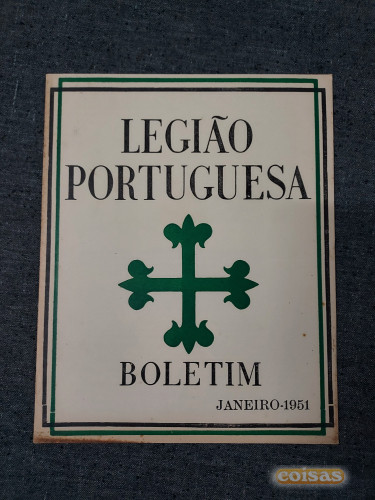 LEGIÃO
PORTUGUESA
BOLETIM
JANEIRO-1951
coisas